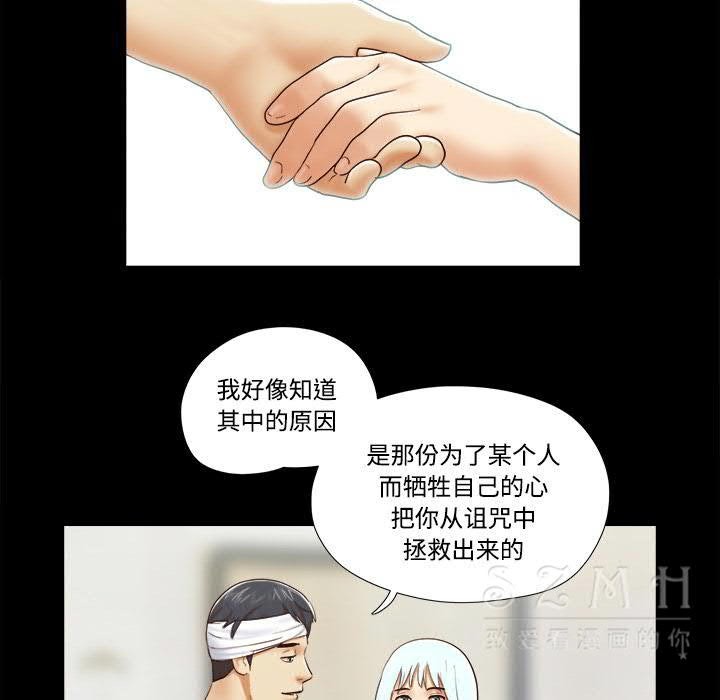 我好像知道
其中的原因
是那份为了某个人
而牺牲自己的心
把你从诅咒中
拯救出来的
SZMH
致爱看漫画的你